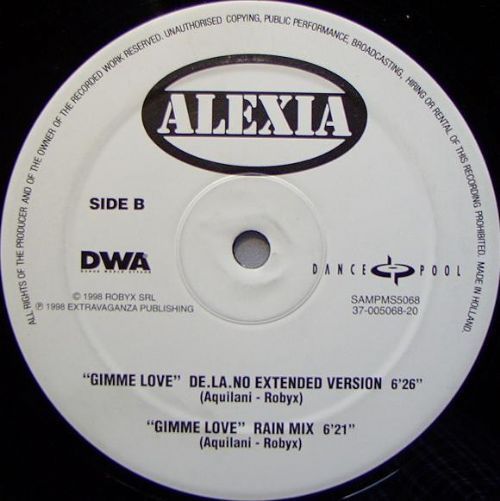 ALL RIGHTS OF THE PRODUCER AND OF THE OWNER OF THE RECORDED WORK RESERVED. UNAUTHORISED COPYING, PUBLIC PERFORMANCE, BROADCASTING, HIRING OR RENTAL OF THIS RECORDING PROHIBITED. MADE IN HOLLAND.
ALEXIA
SIDE B
DWA
DANCE WORLD ATTACK
DANCE POOL
© 1998 ROBYX SRL
℗ 1998 EXTRAVAGANZA PUBLISHING
SAMPMS5068
37-005068-20
“GIMME LOVE” DE.LA.NO EXTENDED VERSION 6'26"
(Aquilani - Robyx)
“GIMME LOVE” RAIN MIX 6'21"
(Aquilani - Robyx)